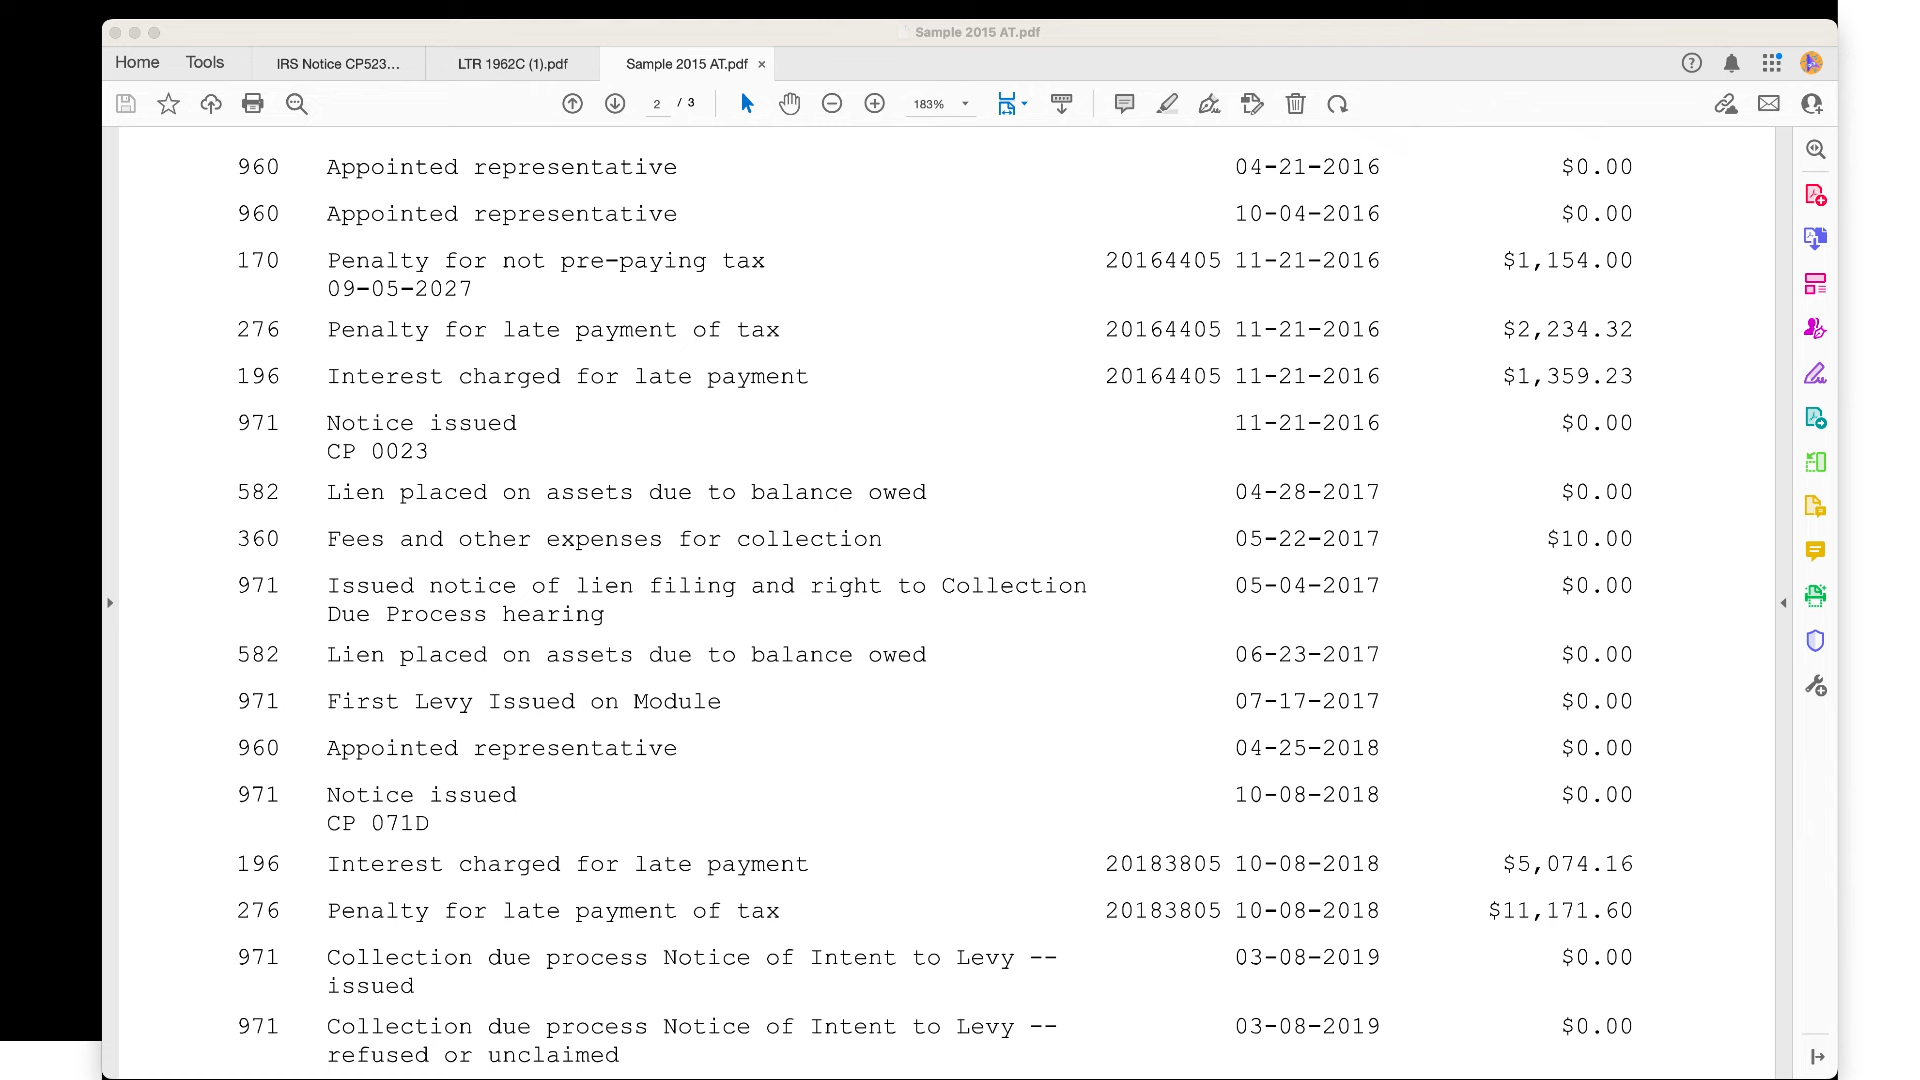 Sample 2015 AT.pdf
Home Tools IRS Notice CP523... LTR 1962C (1).pdf Sample 2015 AT.pdf ×
2 / 3 183%
960 Appointed representative 04-21-2016 $0.00
960 Appointed representative 10-04-2016 $0.00
170 Penalty for not pre-paying tax 20164405 11-21-2016 $1,154.00
09-05-2027
276 Penalty for late payment of tax 20164405 11-21-2016 $2,234.32
196 Interest charged for late payment 20164405 11-21-2016 $1,359.23
971 Notice issued 11-21-2016 $0.00
CP 0023
582 Lien placed on assets due to balance owed 04-28-2017 $0.00
360 Fees and other expenses for collection 05-22-2017 $10.00
971 Issued notice of lien filing and right to Collection 05-04-2017 $0.00
Due Process hearing
582 Lien placed on assets due to balance owed 06-23-2017 $0.00
971 First Levy Issued on Module 07-17-2017 $0.00
960 Appointed representative 04-25-2018 $0.00
971 Notice issued 10-08-2018 $0.00
CP 071D
196 Interest charged for late payment 20183805 10-08-2018 $5,074.16
276 Penalty for late payment of tax 20183805 10-08-2018 $11,171.60
971 Collection due process Notice of Intent to Levy -- 03-08-2019 $0.00
issued
971 Collection due process Notice of Intent to Levy -- 03-08-2019 $0.00
refused or unclaimed